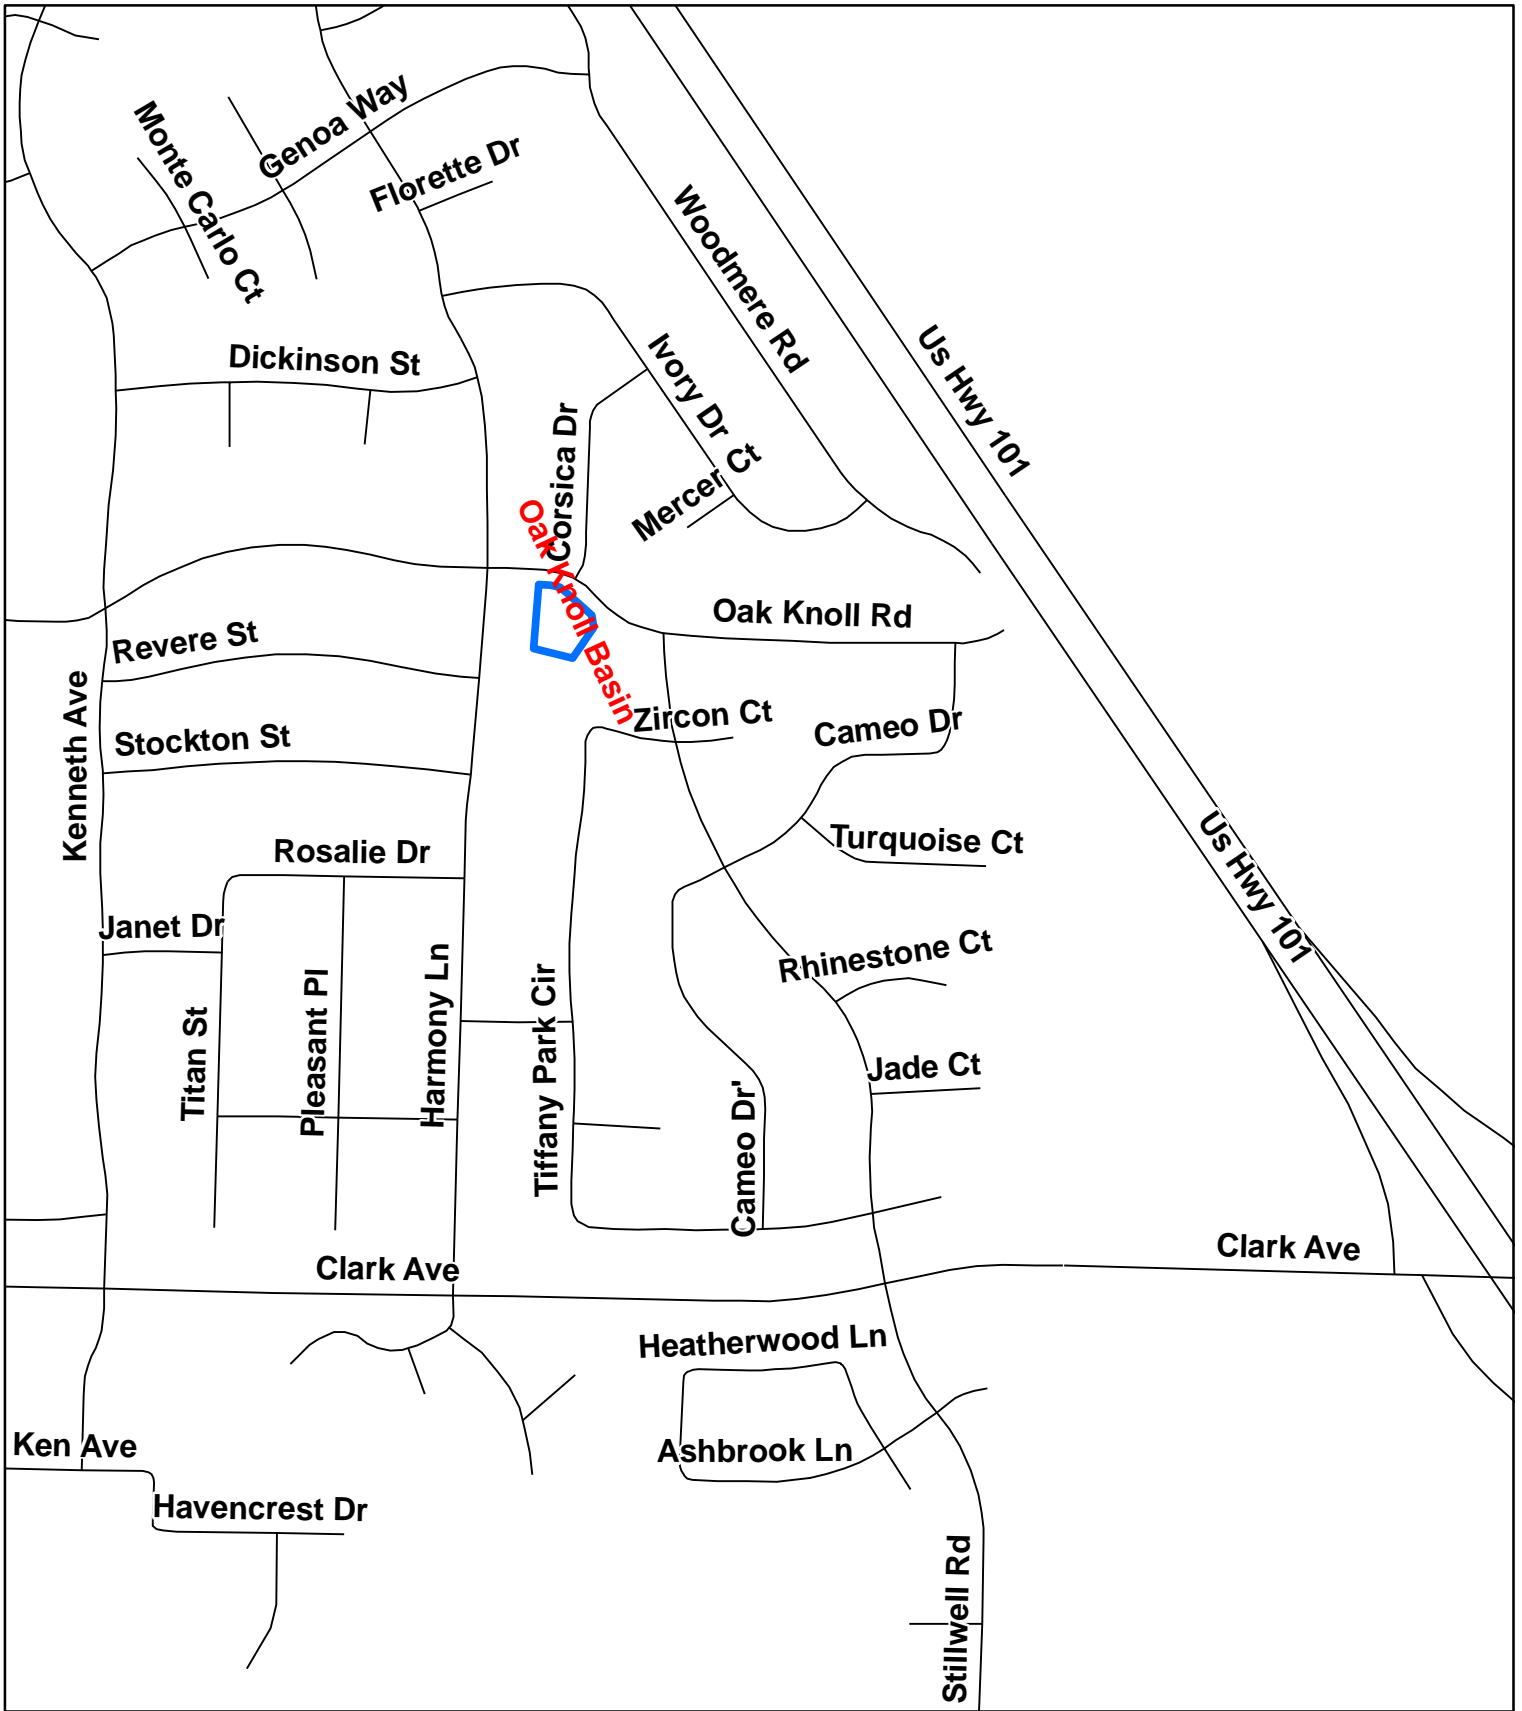 Genoa Way
Monte Carlo Ct
Florette Dr
Woodmere Rd
Dickinson St
Ivory Dr
Us Hwy 101
Corsica Dr
Mercer Ct
Oak Knoll Basin
Oak Knoll Rd
Revere St
Kenneth Ave
Zircon Ct
Cameo Dr
Stockton St
Turquoise Ct
Us Hwy 101
Rosalie Dr
Janet Dr
Rhinestone Ct
Titan St
Pleasant Pl
Harmony Ln
Tiffany Park Cir
Jade Ct
Cameo Dr'
Clark Ave
Clark Ave
Heatherwood Ln
Ken Ave
Ashbrook Ln
Havencrest Dr
Stillwell Rd